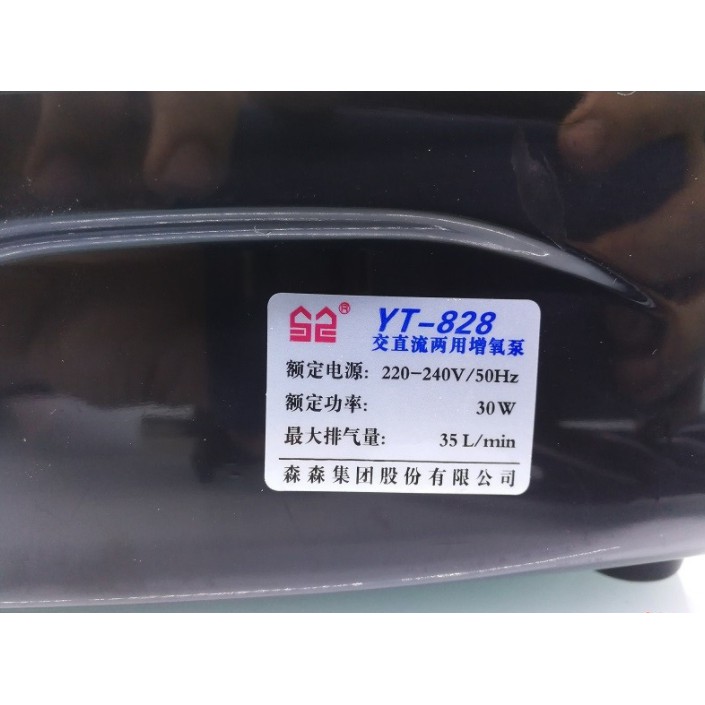 ® YT-828
交直流两用增氧泵
额定电源: 220-240V/50Hz
额定功率: 30W
最大排气量: 35 L/min
森森集团股份有限公司